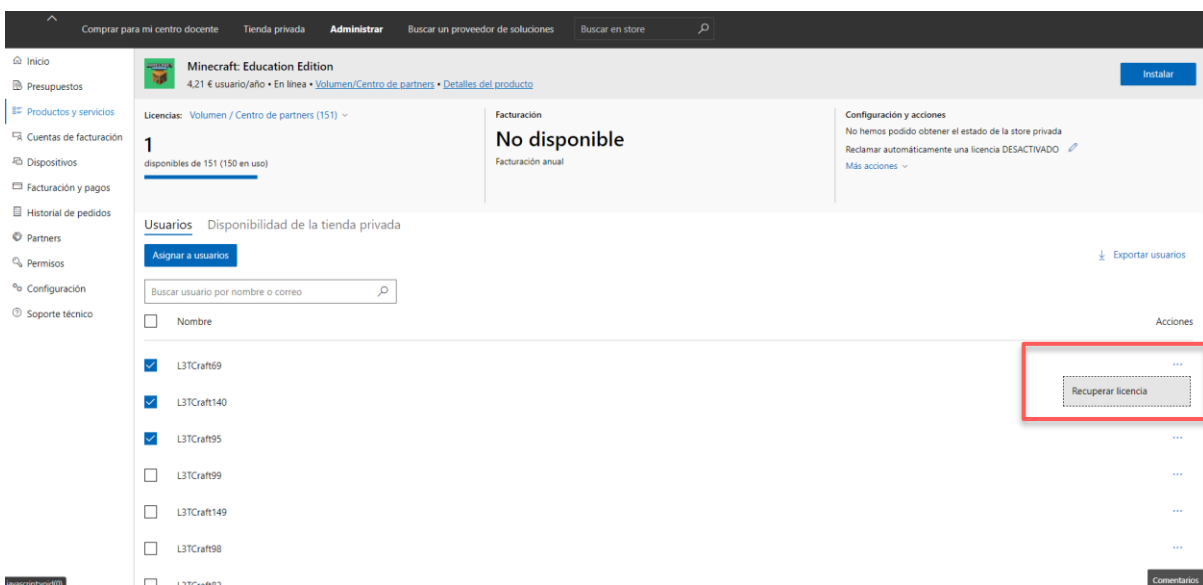 Comprar para mi centro docente Tienda privada Administrar Buscar un proveedor de soluciones Buscar en store
Inicio
Presupuestos
Productos y servicios
Cuentas de facturación
Dispositivos
Facturación y pagos
Historial de pedidos
Partners
Permisos
Configuración
Soporte técnico
Minecraft: Education Edition
4,21 € usuario/año • En línea • Volumen/Centro de partners • Detalles del producto
Instalar
Licencias: Volumen / Centro de partners (151)
1
disponibles de 151 (150 en uso)
Facturación
No disponible
Facturación anual
Configuración y acciones
No hemos podido obtener el estado de la store privada
Reclamar automáticamente una licencia DESACTIVADO
Más acciones
Usuarios Disponibilidad de la tienda privada
Asignar a usuarios
Exportar usuarios
Buscar usuario por nombre o correo
Nombre Acciones
L3TCraft69 ...
Recuperar licencia
L3TCraft140
L3TCraft95 ...
L3TCraft99 ...
L3TCraft149 ...
L3TCraft98 ...
Comentarios